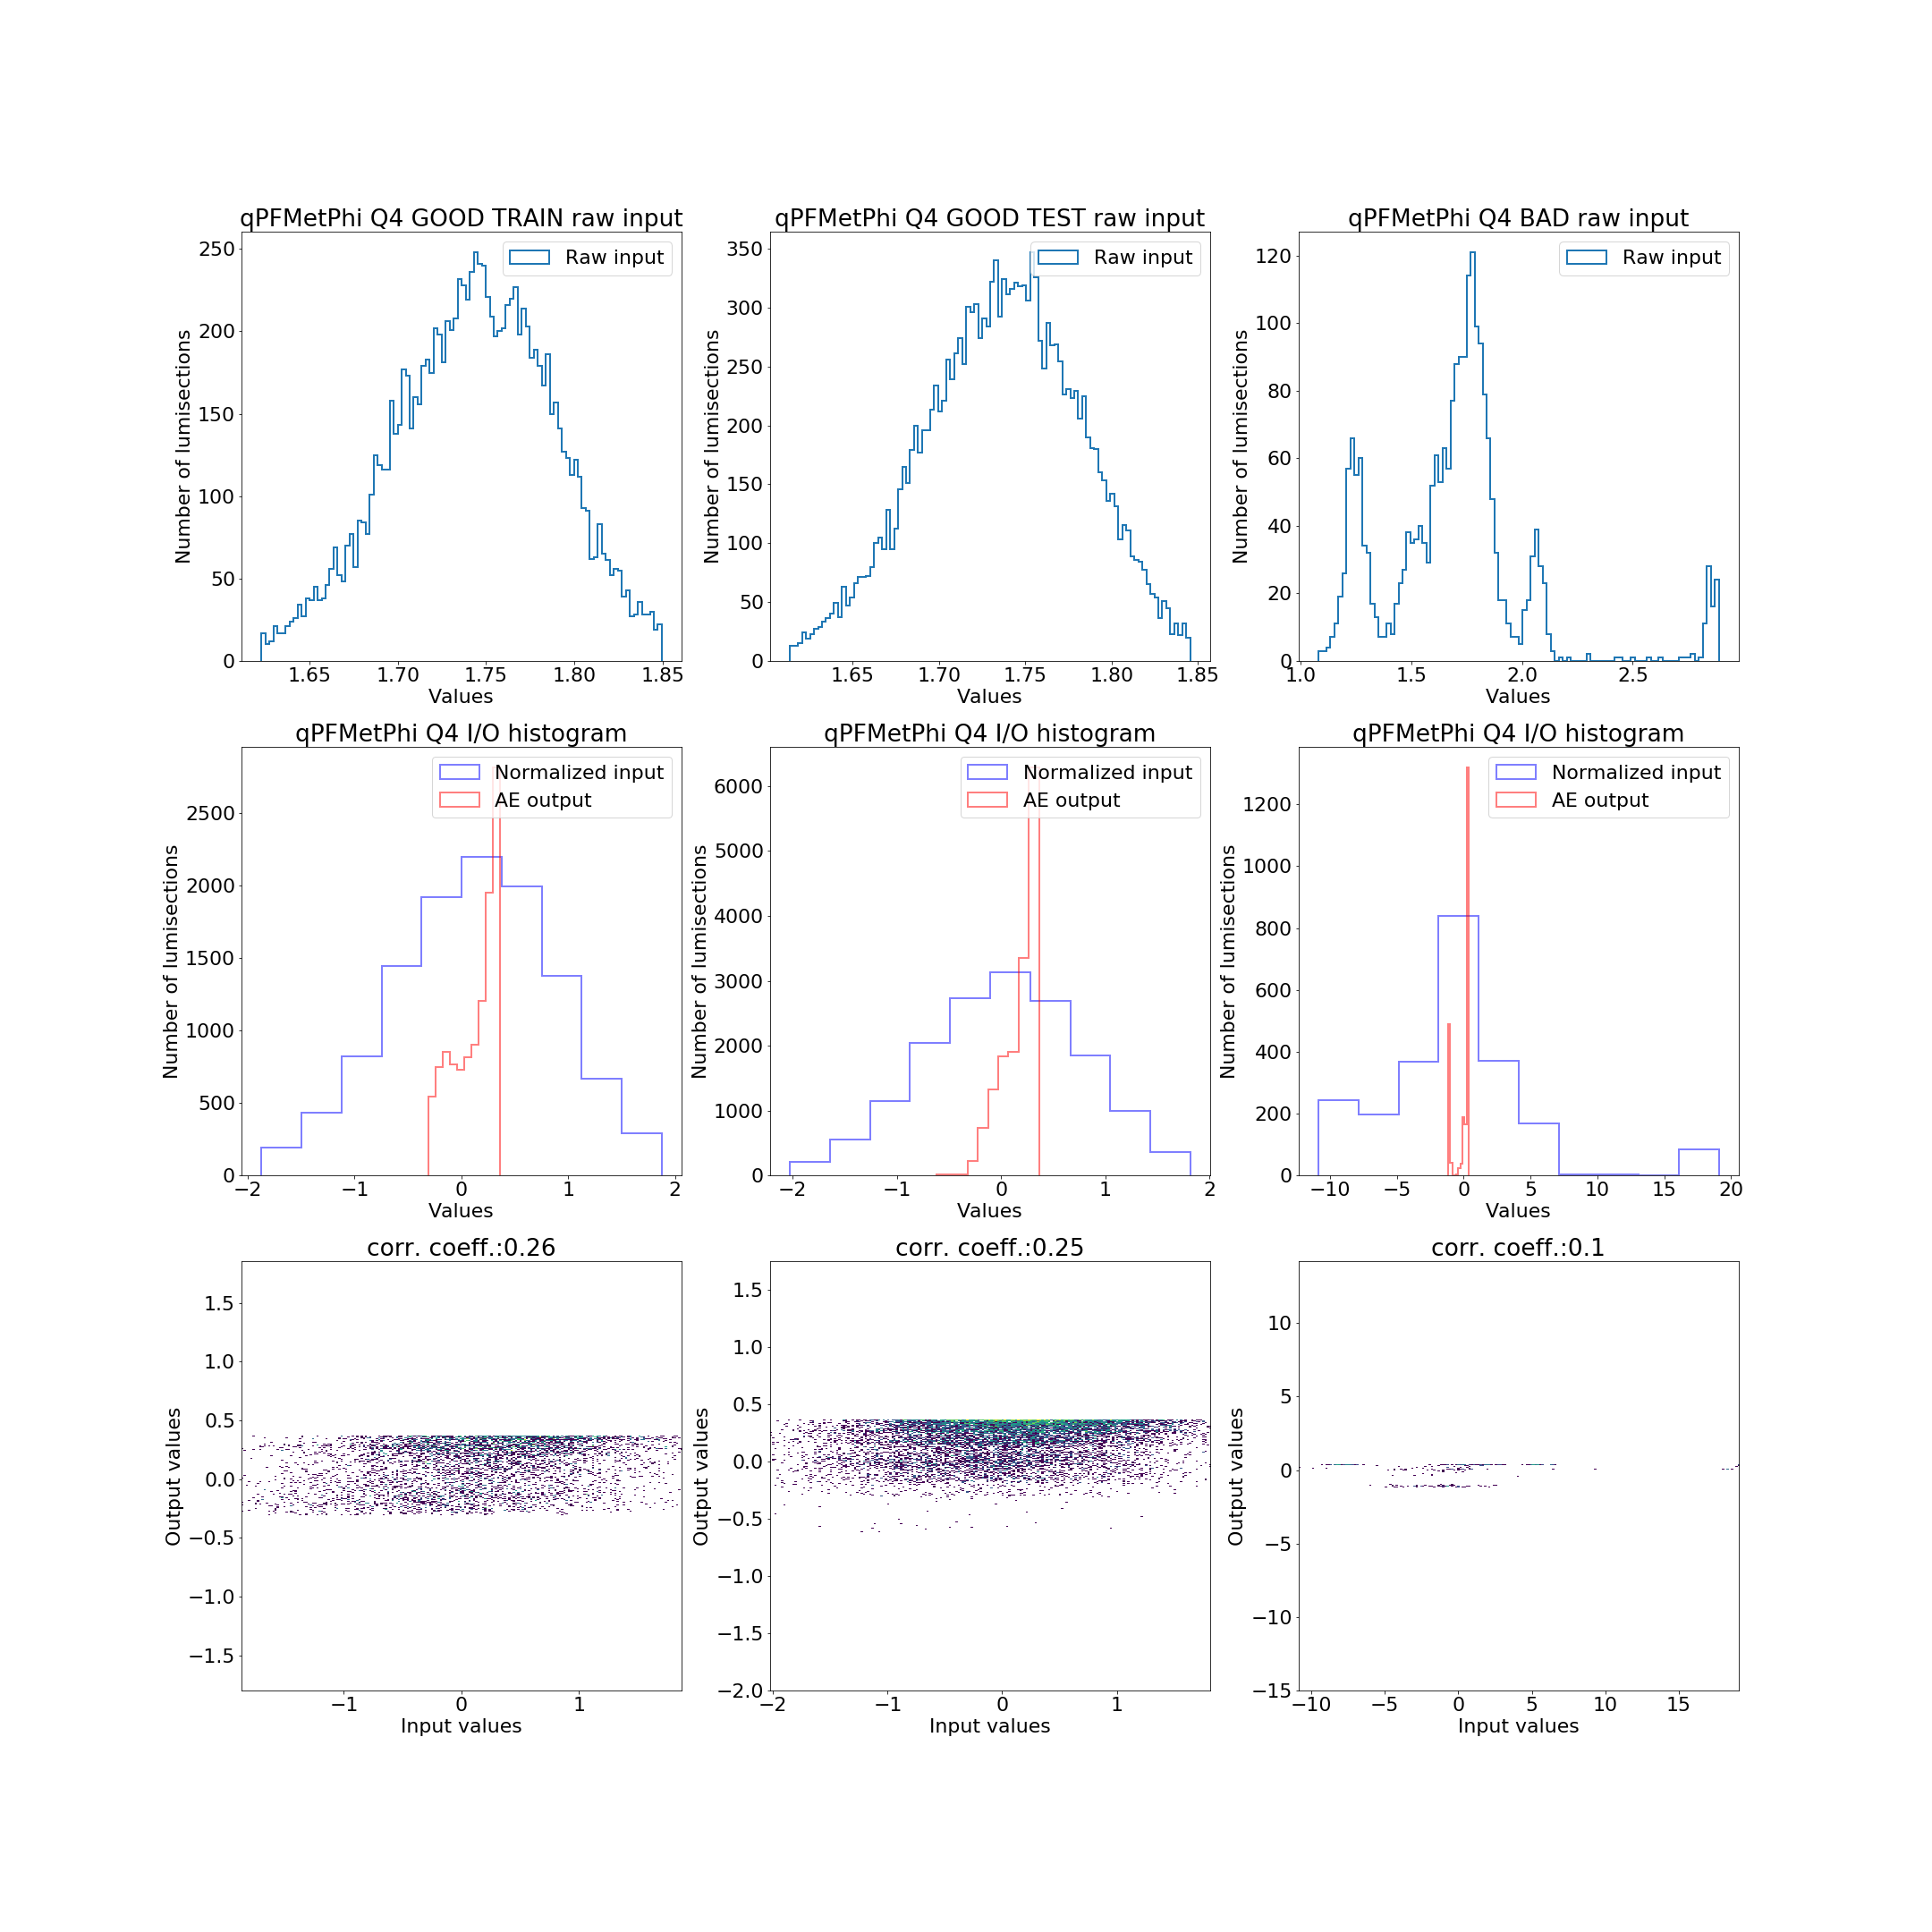 qPFMetPhi Q4 GOOD TRAIN raw input
250
200
150
100
50
0
Number of lumisections
Raw input
1.65 1.70 1.75 1.80 1.85
Values
qPFMetPhi Q4 GOOD TEST raw input
350
300
250
200
150
100
50
0
Number of lumisections
Raw input
1.65 1.70 1.75 1.80 1.85
Values
qPFMetPhi Q4 BAD raw input
120
100
80
60
40
20
0
Number of lumisections
Raw input
1.0 1.5 2.0 2.5
Values
qPFMetPhi Q4 I/O histogram
2500
2000
1500
1000
500
0
Number of lumisections
Normalized input
AE output
−2 −1 0 1 2
Values
qPFMetPhi Q4 I/O histogram
6000
5000
4000
3000
2000
1000
0
Number of lumisections
Normalized input
AE output
−2 −1 0 1 2
Values
qPFMetPhi Q4 I/O histogram
1200
1000
800
600
400
200
0
Number of lumisections
Normalized input
AE output
−10 −5 0 5 10 15 20
Values
corr. coeff.:0.26
1.5
1.0
0.5
0.0
−0.5
−1.0
−1.5
Output values
−1 0 1
Input values
corr. coeff.:0.25
1.5
1.0
0.5
0.0
−0.5
−1.0
−1.5
−2.0
Output values
−2 −1 0 1
Input values
corr. coeff.:0.1
10
5
0
−5
−10
−15
Output values
−10 −5 0 5 10 15
Input values